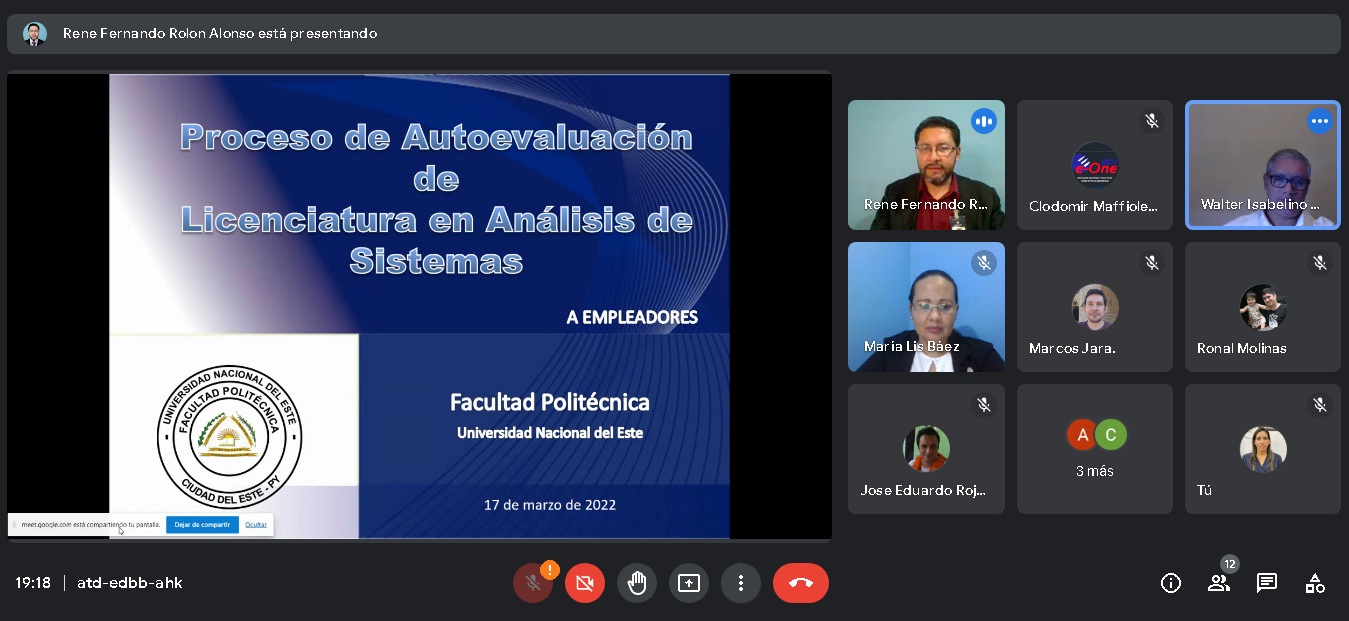 Rene Fernando Rolon Alonso está presentando
Proceso de Autoevaluación
de
Licenciatura en Análisis de
Sistemas
A EMPLEADORES
UNIVERSIDAD NACIONAL DEL ESTE
FACULTAD POLITÉCNICA
CIUDAD DEL ESTE - PY
Facultad Politécnica
Universidad Nacional del Este
17 de marzo de 2022
meet.google.com está compartiendo tu pantalla.
Dejar de compartir
Ocultar
Rene Fernando R...
e-One
Clodomir Maffiole...
Walter Isabelino ...
María Lis Báez
Marcos Jara.
Ronal Molinas
Jose Eduardo Roj...
A C
3 más
Tú
19:18 | atd-edbb-ahk
!
12